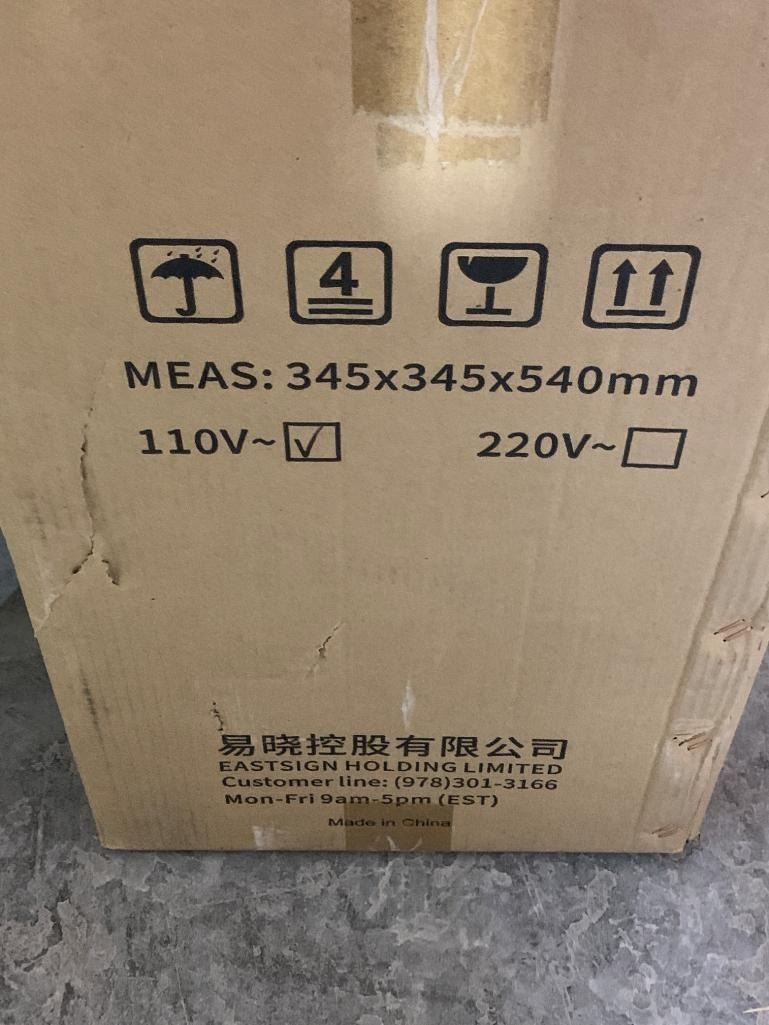 4
MEAS: 345x345x540mm
110V~ 220V~
易晓控股有限公司
EASTSIGN HOLDING LIMITED
Customer line: (978)301-3166
Mon-Fri 9am-5pm (EST)
Made in China